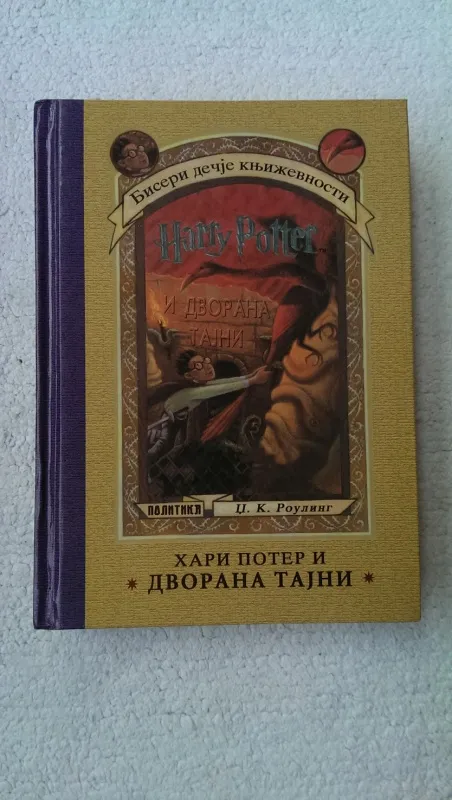 Бисери дечје књижевности
Harry Potter
И ДВОРАНА
ТАЈНИ
ПОЛИТИКА
Џ. К. Роулинг
ХАРИ ПОТЕР И
* ДВОРАНА ТАЈНИ *